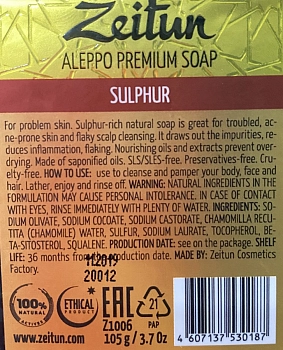 Zeitun
ALEPPO PREMIUM SOAP
SULPHUR
For problem skin. Sulphur-rich natural soap is great for troubled, ac-
ne-prone skin and flaky scalp cleansing. It draws out the impurities, re-
duces inflammation, flaking. Nourishing oils and extracts prevent over-
drying. Made of saponified oils. SLS/SLES-free. Preservatives-free. Cru-
elty-free. HOW TO USE: use to cleanse and pamper your body, face and
hair. Lather, enjoy and rinse off. WARNING: NATURAL INGREDIENTS IN THE
FORMULATION MAY CAUSE PERSONAL INTOLERANCE. IN CASE OF CONTACT
WITH EYES, RINSE IMMEDIATELY WITH PLENTY OF WATER. INGREDIENTS: SO-
DIUM OLIVATE, SODIUM COCOATE, SODIUM CASTORATE, CHAMOMILLA RECU-
TITA (CHAMOMILE) WATER, SULFUR, SODIUM LAURATE, TOCOPHEROL, BE-
TA-SITOSTEROL, SQUALENE. PRODUCTION DATE: see on the package. SHELF
LIFE: 36 months production date. MADE BY: Zeitun Cosmetics
Factory.
112019
20012
100%
NATURAL
ACTIVES
ETHICAL
PRODUCT
EAC
21
PAP
Z1006
www.zeitun.com
105 g / 3.7 Oz
4 607137 530187